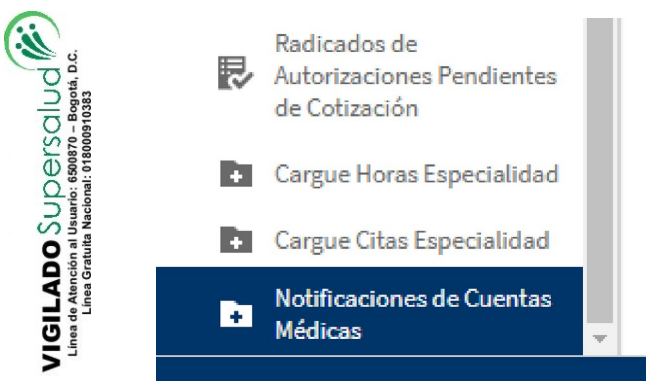 VIGILADO Supersalud
Línea de Atención al Usuario: 6500870 – Bogotá, D.C.
Línea Gratuita Nacional: 018000910383
Radicados de
Autorizaciones Pendientes
de Cotización
Cargue Horas Especialidad
Cargue Citas Especialidad
Notificaciones de Cuentas
Médicas